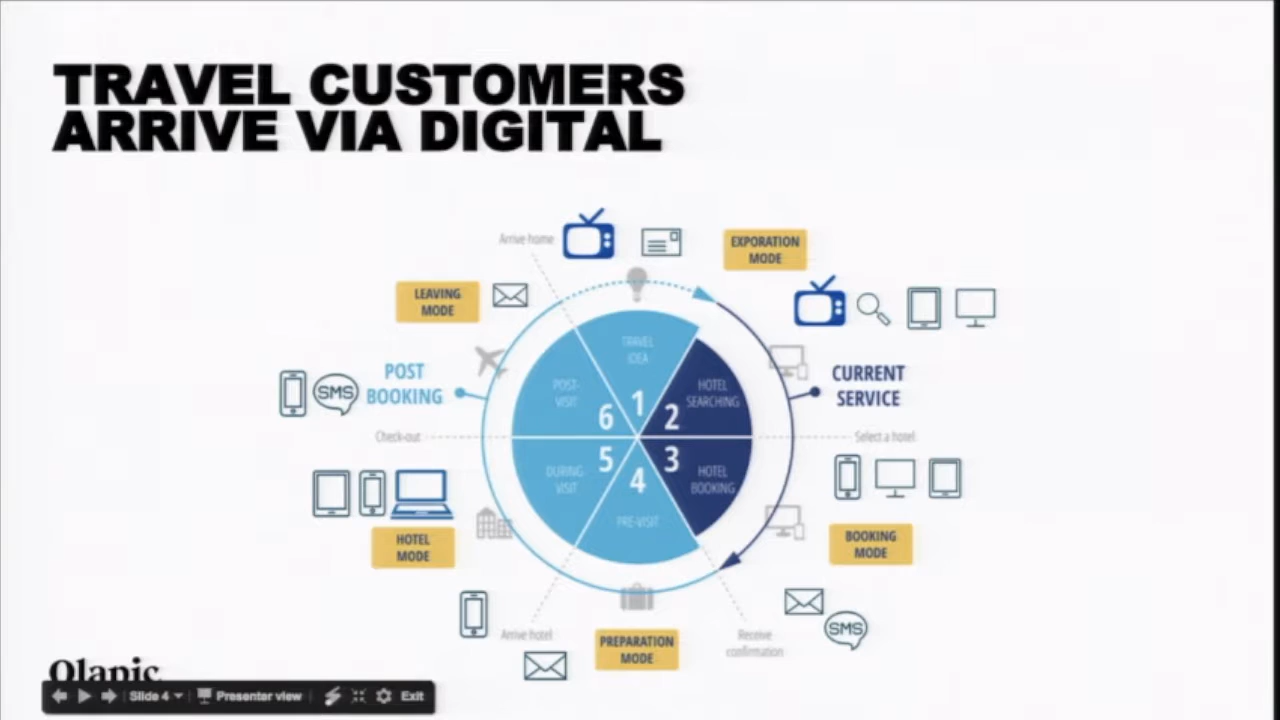 TRAVEL CUSTOMERS
ARRIVE VIA DIGITAL
Arrive home
EXPORATION
MODE
LEAVING
MODE
TRAVEL
IDEA
POST
BOOKING
SMS
POST-
VISIT
HOTEL
SEARCHING
CURRENT
SERVICE
6
1
2
Check-out
Select a hotel
5
4
3
DURING
VISIT
HOTEL
BOOKING
PRE-VISIT
HOTEL
MODE
BOOKING
MODE
Arrive hotel
PREPARATION
MODE
Receive
confirmation
SMS
Olapic
Slide 4
Presenter view
Exit